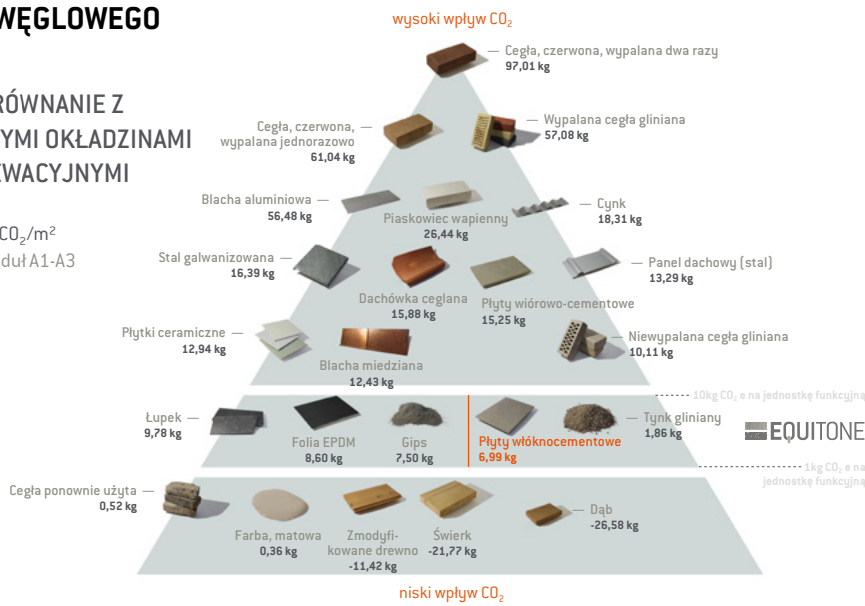 WĘGLOWEGO
RÓWNANIE Z
YMI OKŁADZINAMI
WACYJNYMI
CO₂/m²
duł A1-A3
wysoki wpływ CO₂
Cegła, czerwona, wypalana dwa razy
97,01 kg
Cegła, czerwona,
wypalana jednorazowo
61,04 kg
Wypalana cegła gliniana
57,08 kg
Blacha aluminiowa
56,48 kg
Piaskowiec wapienny
26,44 kg
Cynk
18,31 kg
Stal galwanizowana
16,39 kg
Dachówka ceglana
15,88 kg
Płyty wiórowo-cementowe
15,25 kg
Panel dachowy (stal)
13,29 kg
Płytki ceramiczne
12,94 kg
Blacha miedziana
12,43 kg
Niewypalana cegła gliniana
10,11 kg
10kg CO₂ e na jednostkę funkcyjną
Łupek
9,78 kg
Folia EPDM
8,60 kg
Gips
7,50 kg
Płyty włóknocementowe
6,99 kg
Tynk gliniany
1,86 kg
EQUITONE
1kg CO₂ e na
jednostkę funkcyjną
Cegła ponownie użyta
0,52 kg
Farba, matowa
0,36 kg
Zmodyfi-
kowane drewno
-11,42 kg
Świerk
-21,77 kg
Dąb
-26,58 kg
niski wpływ CO₂